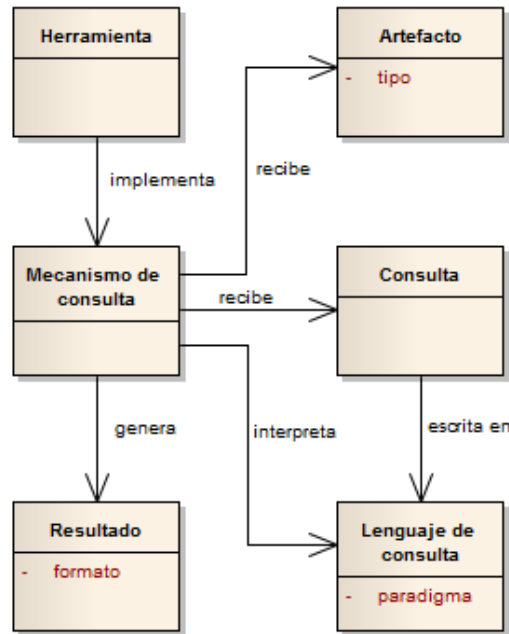 Herramienta
Artefacto
- tipo
implementa
recibe
Mecanismo de
consulta
Consulta
recibe
genera
interpreta
escrita en
Resultado
- formato
Lenguaje de
consulta
- paradigma